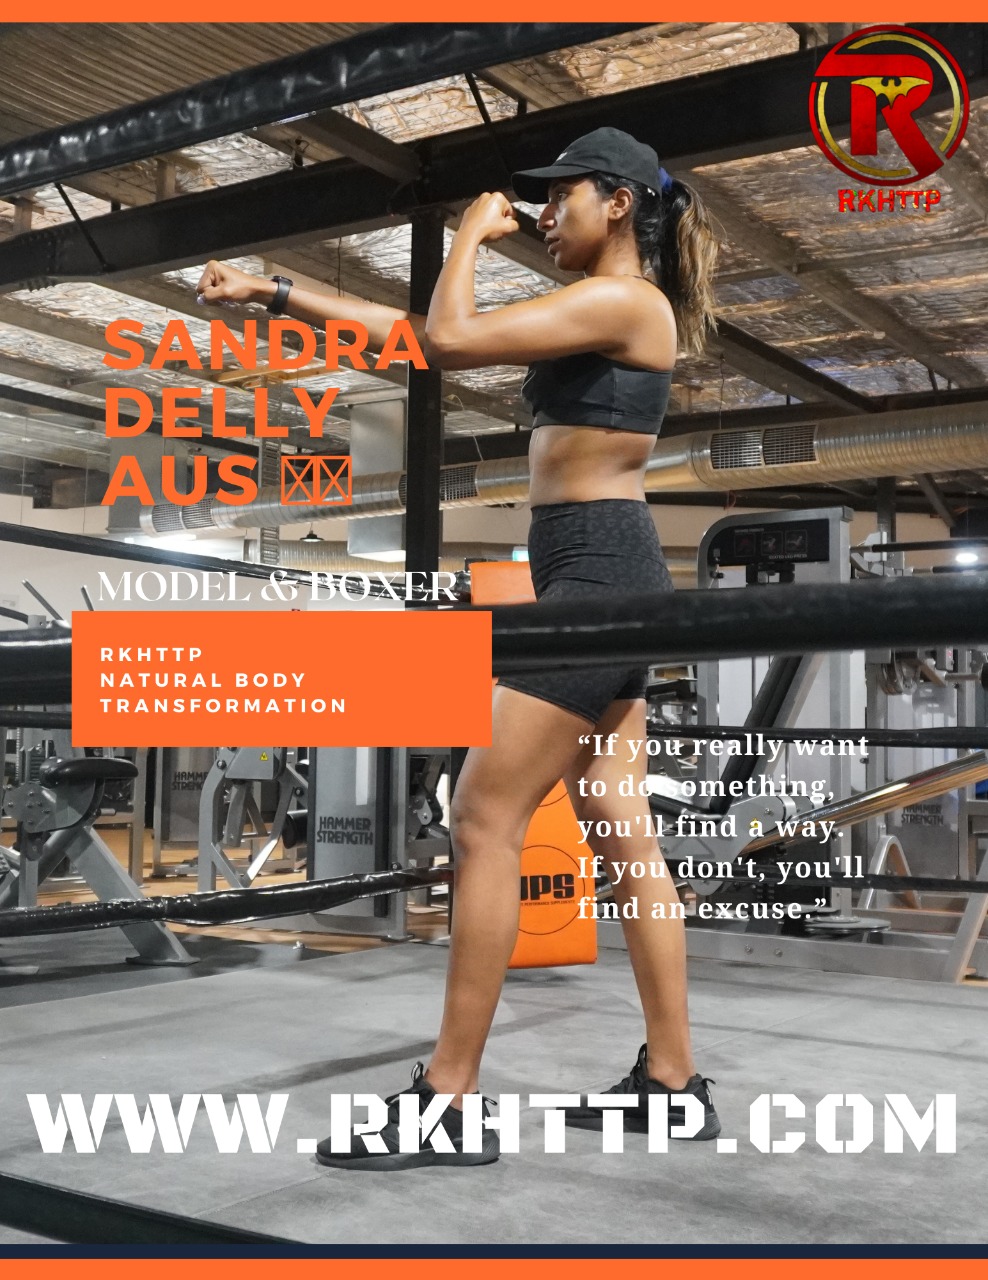 RKHTTP
SANDRA
DELLY
AUS
MODEL & BOXER
RKHTTP
NATURAL BODY
TRANSFORMATION
HAMMER
STRENGTH
“If you really want
to do something,
you'll find a way.
If you don't, you'll
find an excuse.”
WWW.RKHTTP.COM